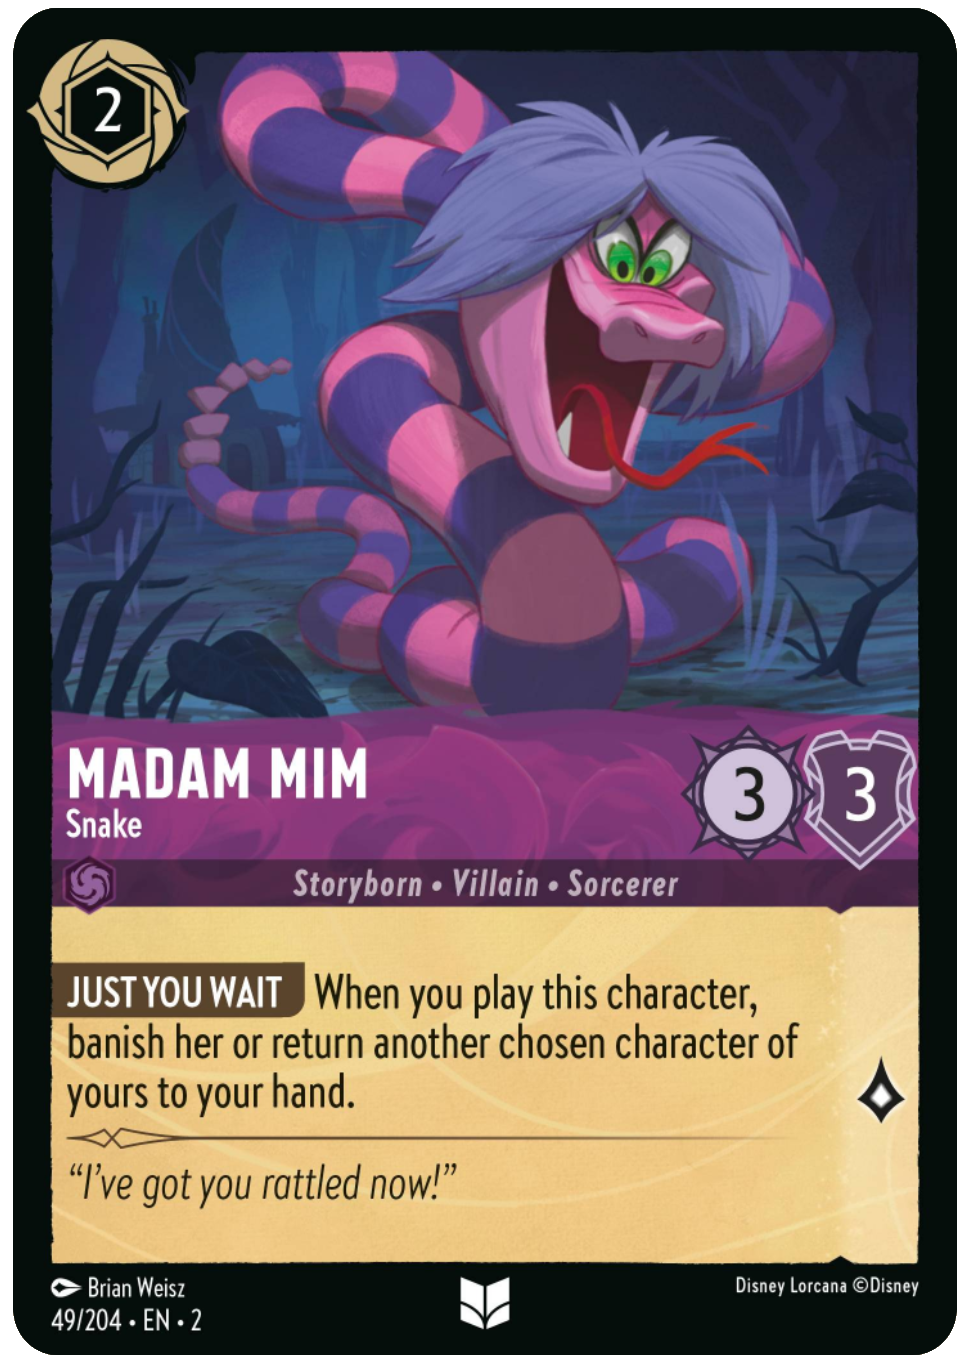 2
MADAM MIM
Snake
3
3
Storyborn • Villain • Sorcerer
JUST YOU WAIT When you play this character,
banish her or return another chosen character of
yours to your hand.
“I’ve got you rattled now!”
Brian Weisz
Disney Lorcana ©Disney
49/204 • EN • 2